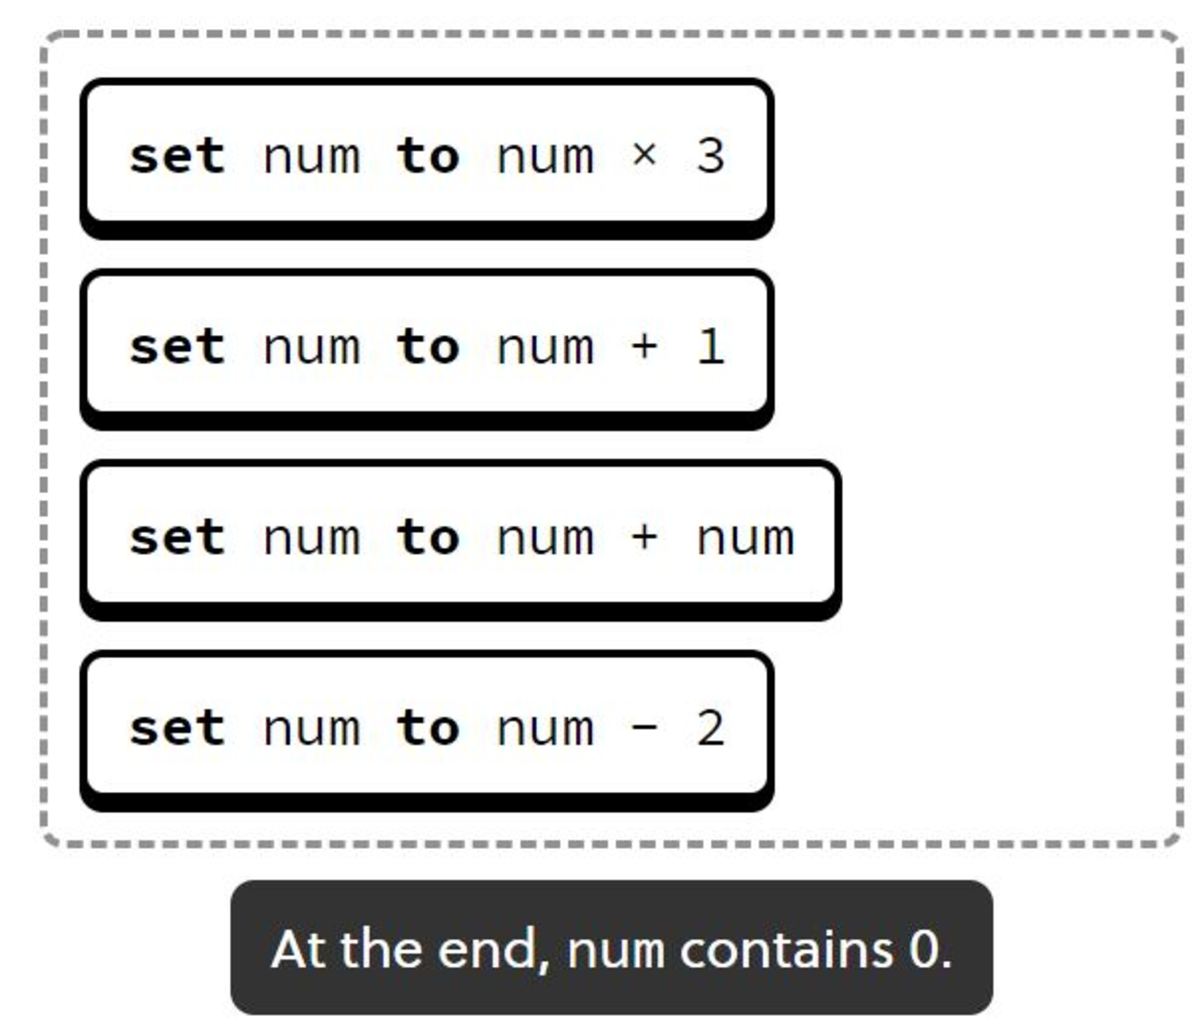 set num to num × 3
set num to num + 1
set num to num + num
set num to num − 2
At the end, num contains 0.